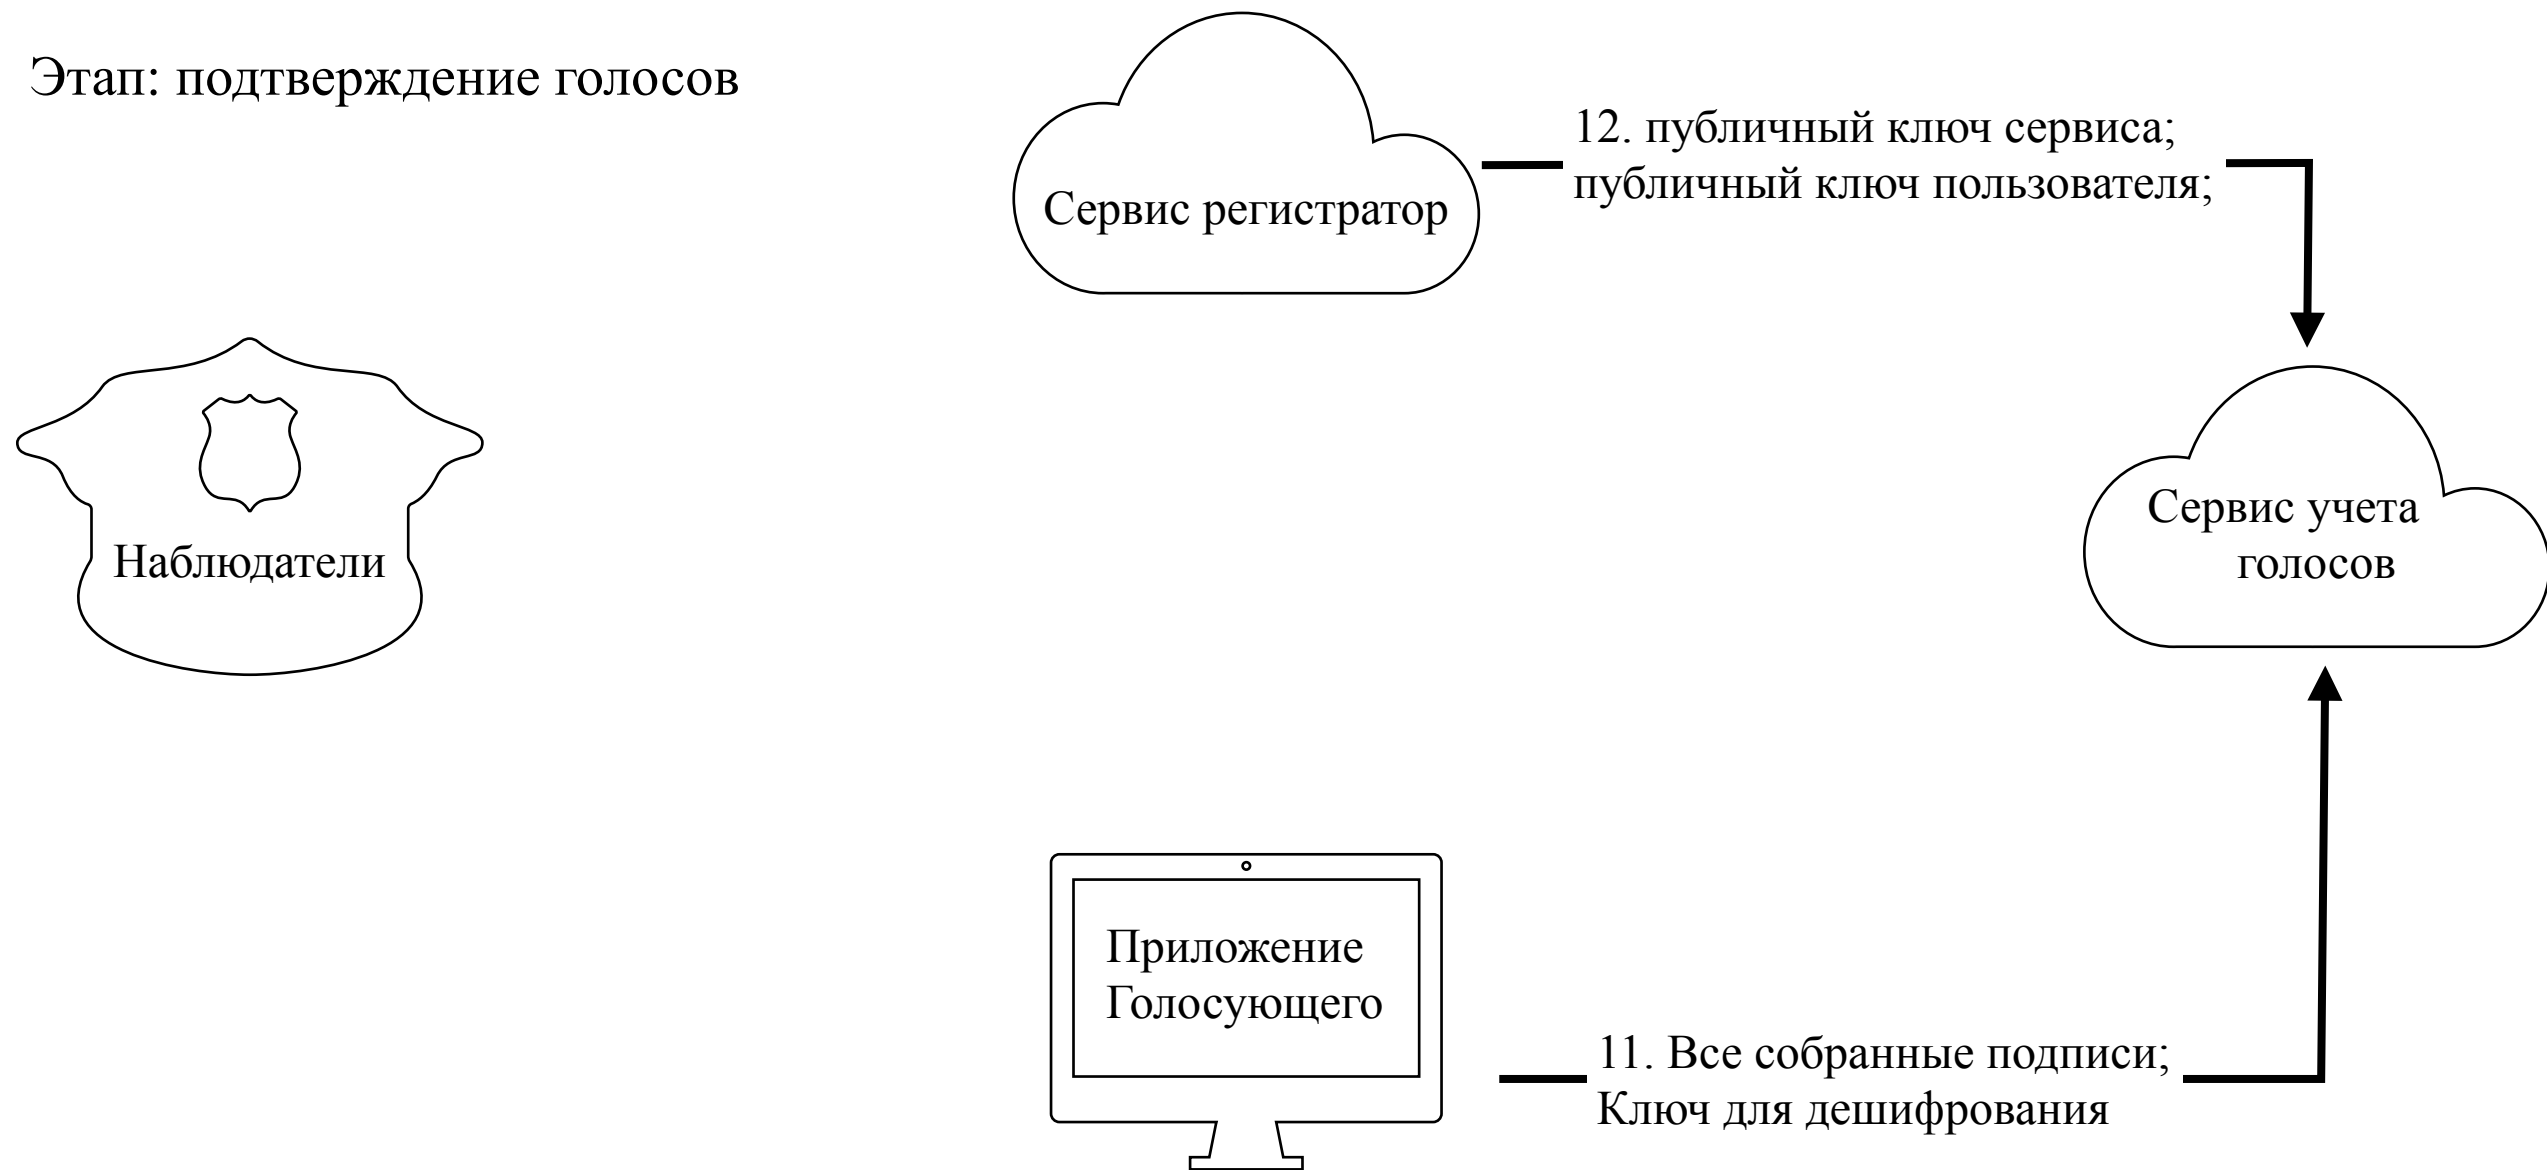 Этап: подтверждение голосов
12. публичный ключ сервиса;
публичный ключ пользователя;
Сервис регистратор
Наблюдатели
Сервис учета
голосов
Приложение
Голосующего
11. Все собранные подписи;
Ключ для дешифрования